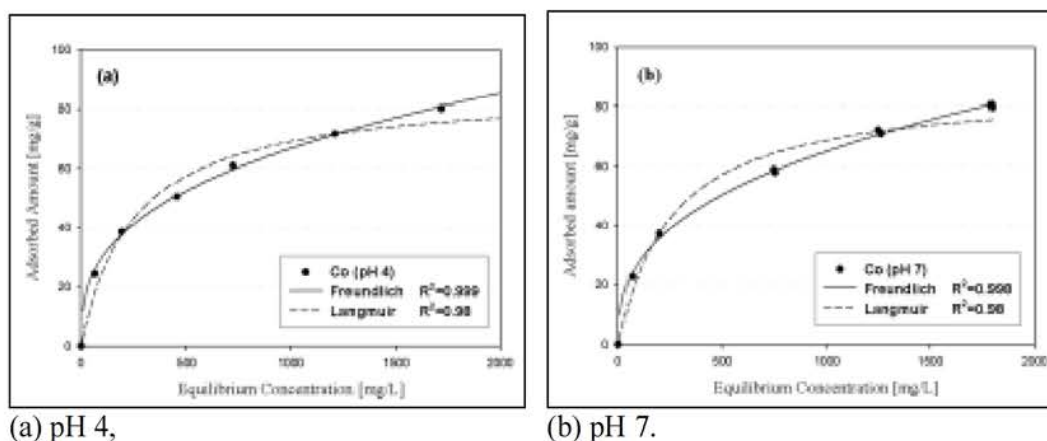 100
80
60
40
20
0
Adsorbed Amount [mg/g]
(a)
Co (pH 4)
Freundlich R²=0.999
Langmuir R²=0.98
0 500 1000 1500 2000
Equilibrium Concentration [mg/L]
(a) pH 4,
100
80
60
40
20
0
Adsorbed amount [mg/g]
(b)
Co (pH 7)
Freundlich R²=0.998
Langmuir R²=0.98
0 500 1000 1500 2000
Equilibrium Concentration [mg/L]
(b) pH 7.